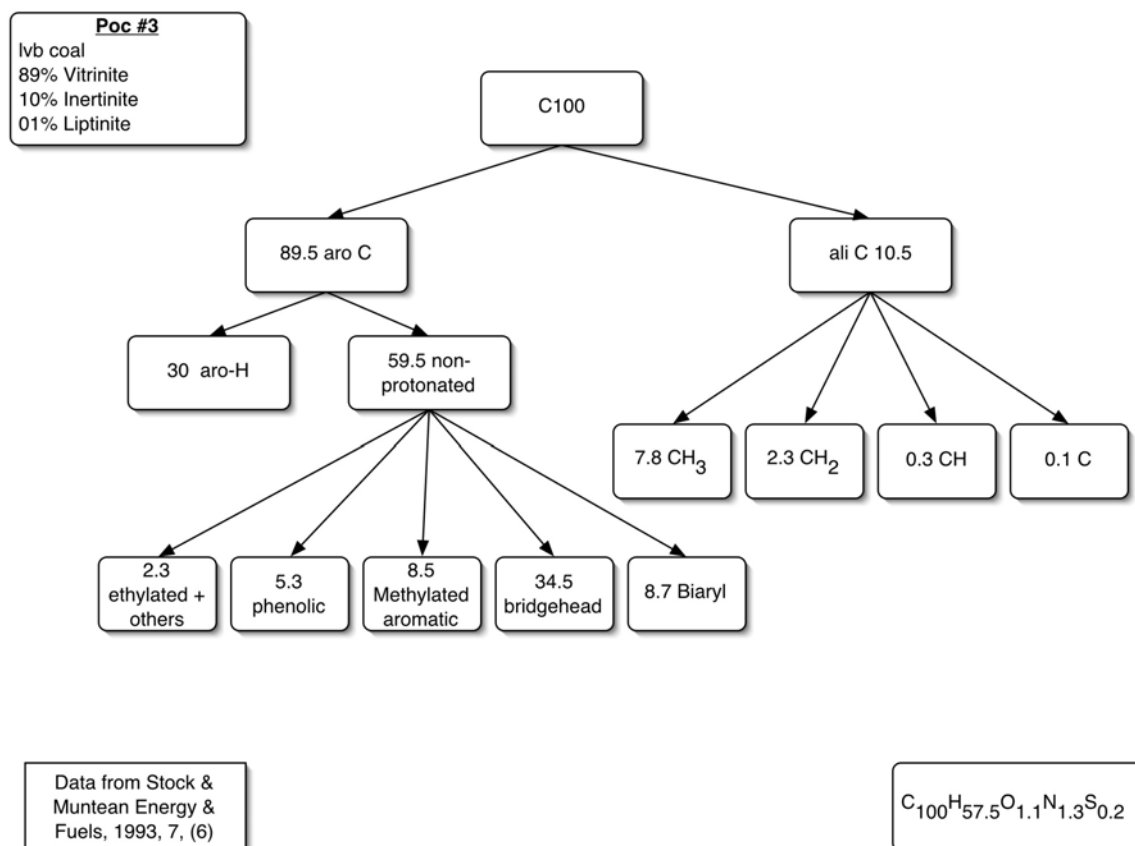 Poc #3
lvb coal
89% Vitrinite
10% Inertinite
01% Liptinite
C100
89.5 aro C
ali C 10.5
30 aro-H
59.5 non-
protonated
7.8 CH3
2.3 CH2
0.3 CH
0.1 C
2.3
ethylated +
others
5.3
phenolic
8.5
Methylated
aromatic
34.5
bridgehead
8.7 Biaryl
Data from Stock &
Muntean Energy &
Fuels, 1993, 7, (6)
C100H57.5O1.1N1.3S0.2